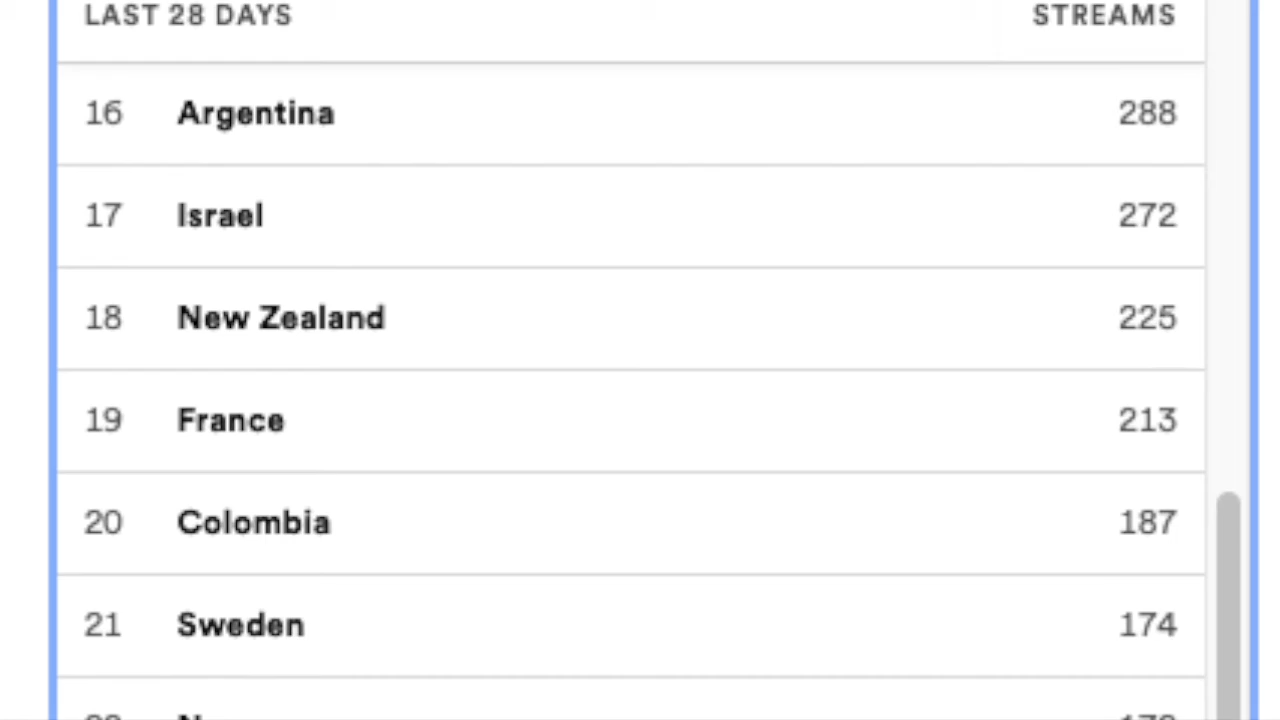 LAST 28 DAYS STREAMS
16 Argentina 288
17 Israel 272
18 New Zealand 225
19 France 213
20 Colombia 187
21 Sweden 174